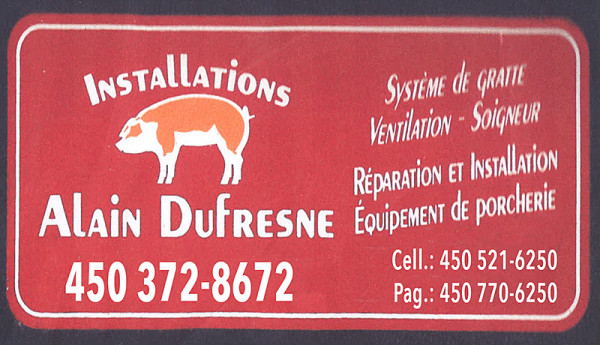 Installations
Alain Dufresne
450 372-8672
Système de gratte
Ventilation - Soigneur
Réparation et Installation
Équipement de porcherie
Cell.: 450 521-6250
Pag.: 450 770-6250